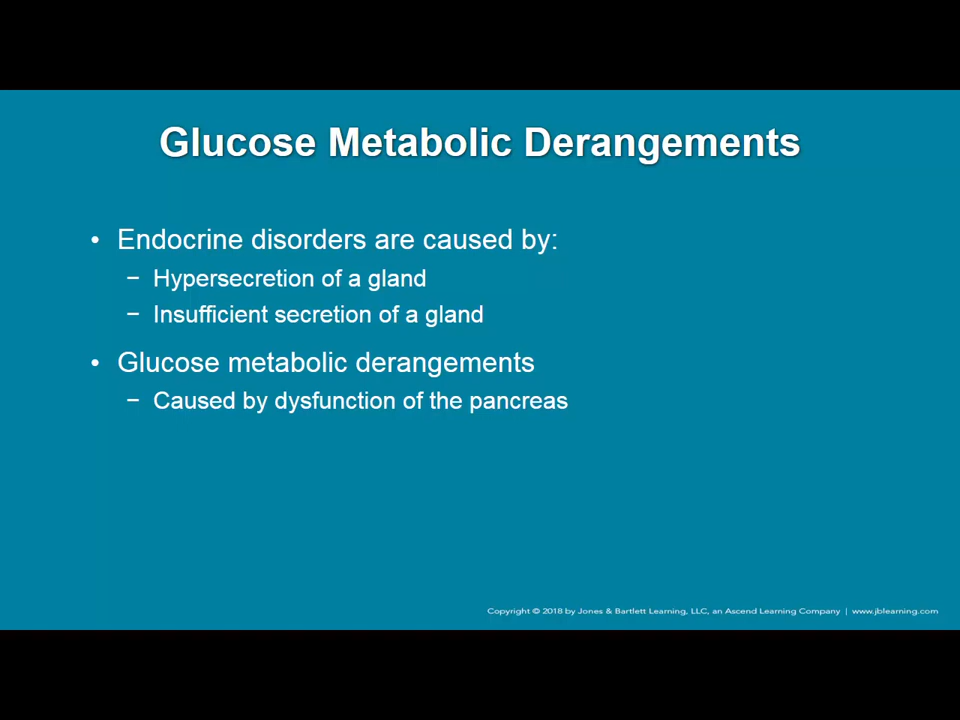 Glucose Metabolic Derangements
• Endocrine disorders are caused by:
− Hypersecretion of a gland
− Insufficient secretion of a gland
• Glucose metabolic derangements
− Caused by dysfunction of the pancreas
Copyright © 2018 by Jones & Bartlett Learning, LLC, an Ascend Learning Company | www.jblearning.com